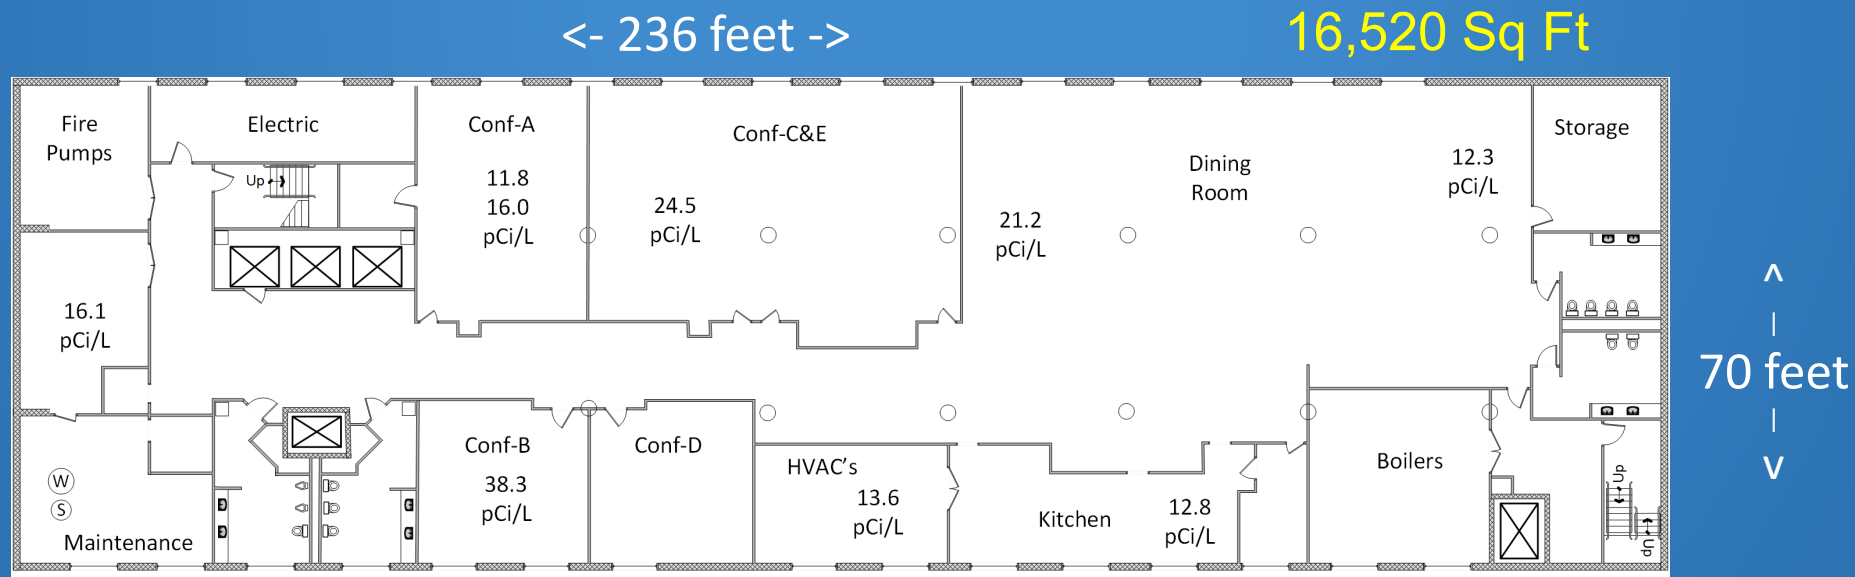 <- 236 feet ->
16,520 Sq Ft
Fire
Pumps
Electric
Conf-A
11.8
16.0
pCi/L
Conf-C&E
24.5
pCi/L
Dining
Room
21.2
pCi/L
12.3
pCi/L
Storage
Up
16.1
pCi/L
<-
70 feet
->
Conf-B
38.3
pCi/L
Conf-D
HVAC's
13.6
pCi/L
Kitchen
12.8
pCi/L
Boilers
Up
Up
W
S
Maintenance